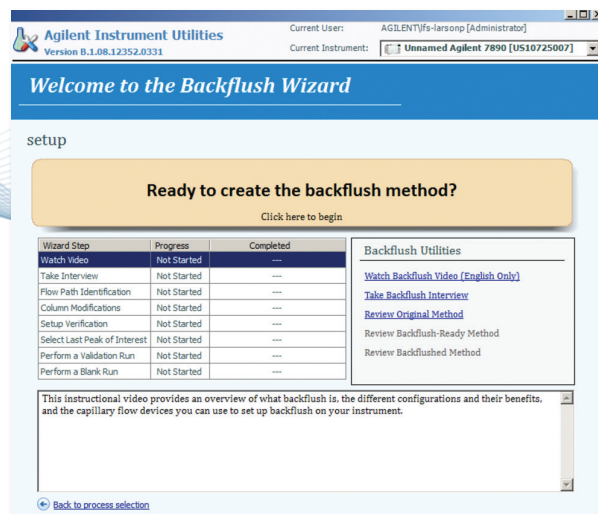 Agilent Instrument Utilities
Version B.1.08.12352.0331
Current User: AGILENT\lfs-larsonp [Administrator]
Current Instrument: Unnamed Agilent 7890 [US10725007]
Welcome to the Backflush Wizard
setup
Ready to create the backflush method?
Click here to begin
Wizard Step Progress Completed
Watch Video Not Started ---
Take Interview Not Started ---
Flow Path Identification Not Started ---
Column Modifications Not Started ---
Setup Verification Not Started ---
Select Last Peak of Interest Not Started ---
Perform a Validation Run Not Started ---
Perform a Blank Run Not Started ---
Backflush Utilities
Watch Backflush Video (English Only)
Take Backflush Interview
Review Original Method
Review Backflush-Ready Method
Review Backflushed Method
This instructional video provides an overview of what backflush is, the different configurations and their benefits,
and the capillary flow devices you can use to set up backflush on your instrument.
Back to process selection